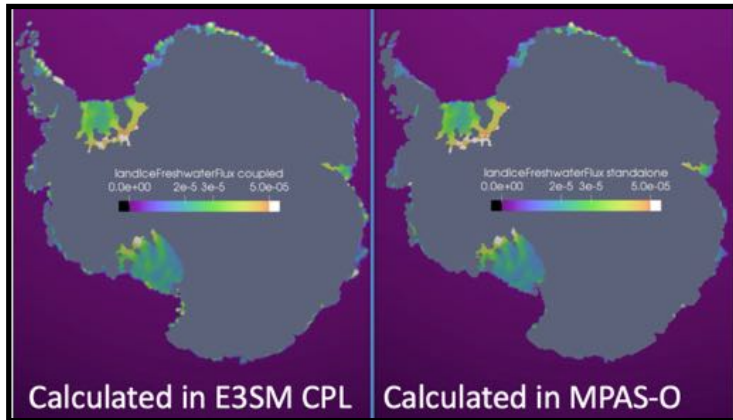 landIceFreshwaterFlux coupled
0.0e+00 2e-5 3e-5 5.0e-05
landIceFreshwaterFlux standalone
0.0e+00 2e-5 3e-5 5.0e-05
Calculated in E3SM CPL
Calculated in MPAS-O